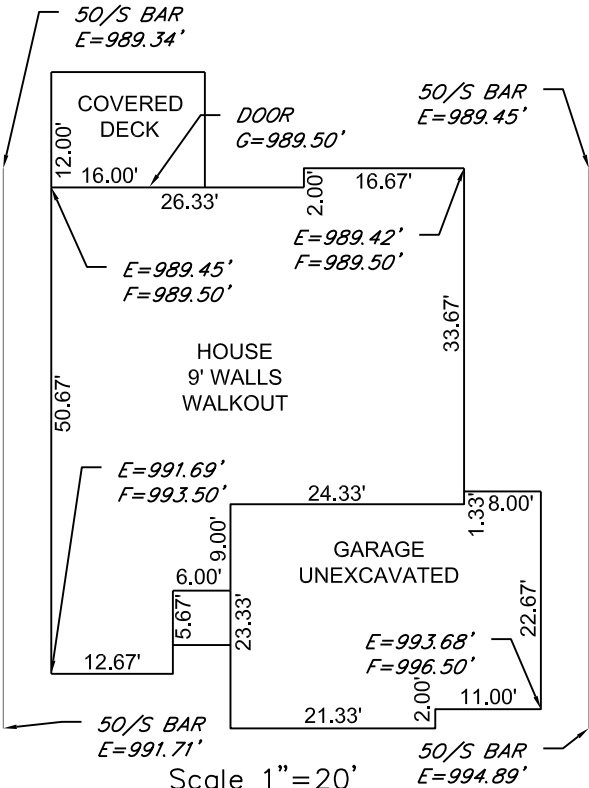 50/S BAR
E=989.34'
50/S BAR
E=989.45'
COVERED
DECK
DOOR
G=989.50'
12.00'
16.00'
26.33'
2.00'
16.67'
E=989.45'
F=989.50'
E=989.42'
F=989.50'
33.67'
HOUSE
9' WALLS
WALKOUT
50.67'
E=991.69'
F=993.50'
24.33'
1.33'
8.00'
9.00'
GARAGE
UNEXCAVATED
6.00'
5.67'
23.33'
22.67'
12.67'
E=993.68'
F=996.50'
2.00'
11.00'
21.33'
50/S BAR
E=991.71'
50/S BAR
E=994.89'
Scale 1"=20'